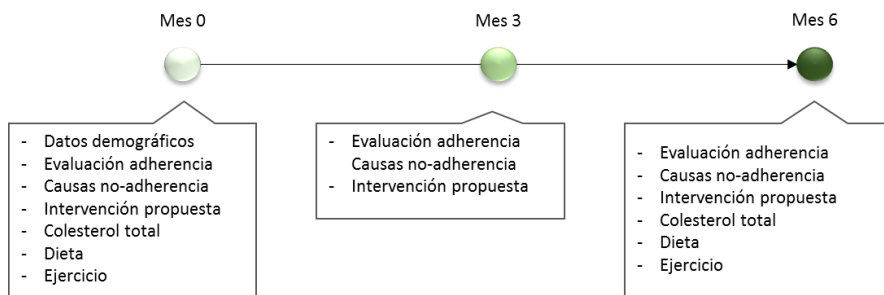 Mes 0
Mes 3
Mes 6
- Datos demográficos
- Evaluación adherencia
- Causas no-adherencia
- Intervención propuesta
- Colesterol total
- Dieta
- Ejercicio
- Evaluación adherencia
Causas no-adherencia
- Intervención propuesta
- Evaluación adherencia
- Causas no-adherencia
- Intervención propuesta
- Colesterol total
- Dieta
- Ejercicio